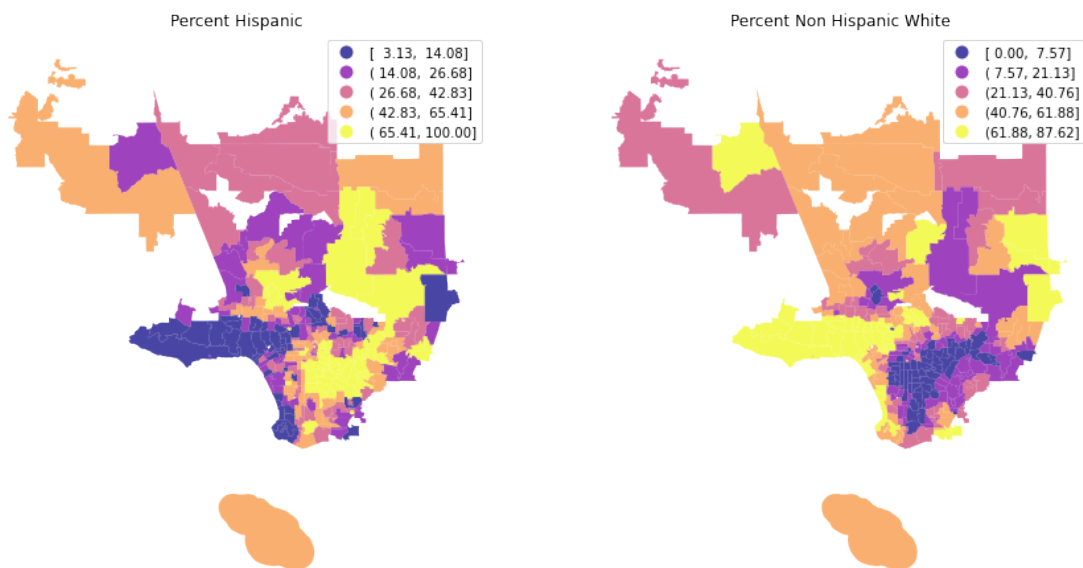 Percent Hispanic
[ 3.13, 14.08]
( 14.08, 26.68]
( 26.68, 42.83]
( 42.83, 65.41]
( 65.41, 100.00]
Percent Non Hispanic White
[ 0.00, 7.57]
( 7.57, 21.13]
(21.13, 40.76]
(40.76, 61.88]
(61.88, 87.62]